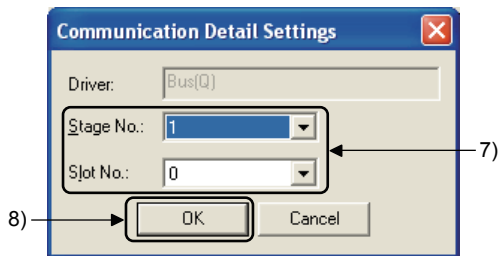 Communication Detail Settings
Driver: Bus(Q)
Stage No.: 1
7)
Slot No.: 0
8) OK Cancel